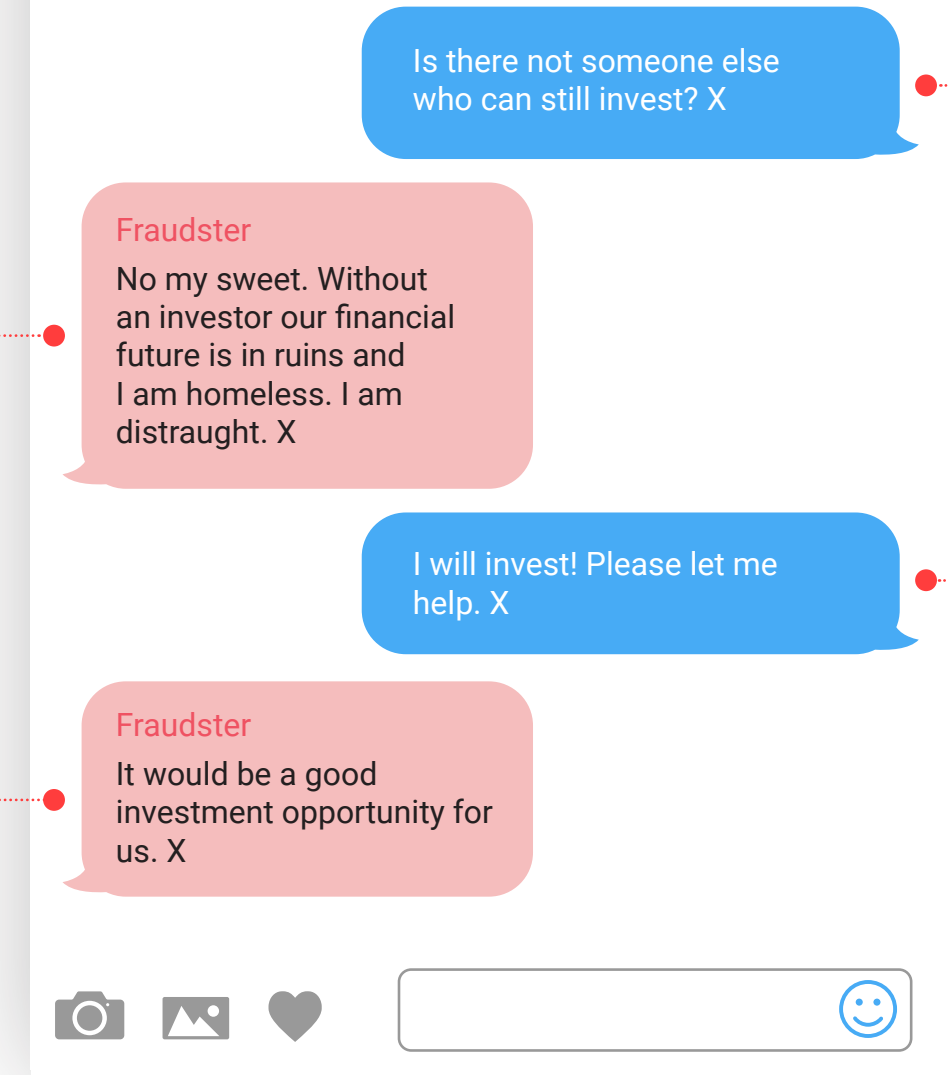 Is there not someone else
who can still invest? X
Fraudster
No my sweet. Without
an investor our financial
future is in ruins and
I am homeless. I am
distraught. X
I will invest! Please let me
help. X
Fraudster
It would be a good
investment opportunity for
us. X